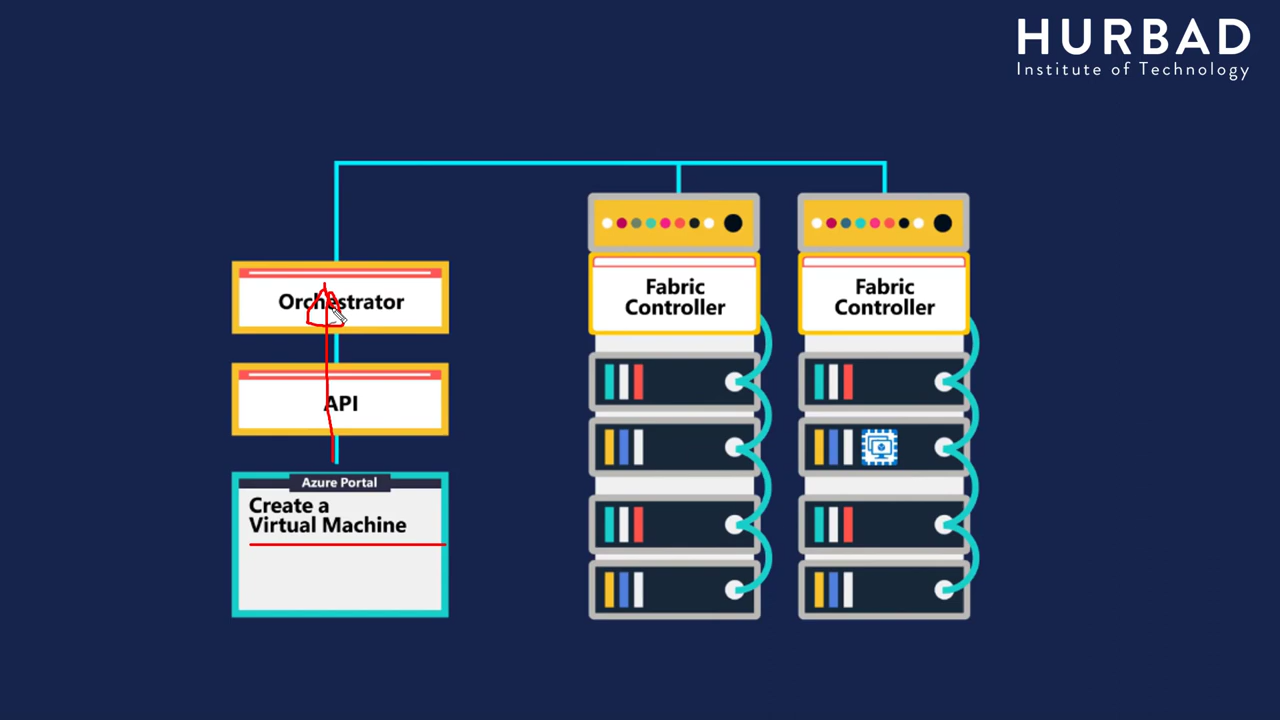 HURBAD
Institute of Technology
Orchestrator
API
Azure Portal
Create a
Virtual Machine
Fabric
Controller
Fabric
Controller